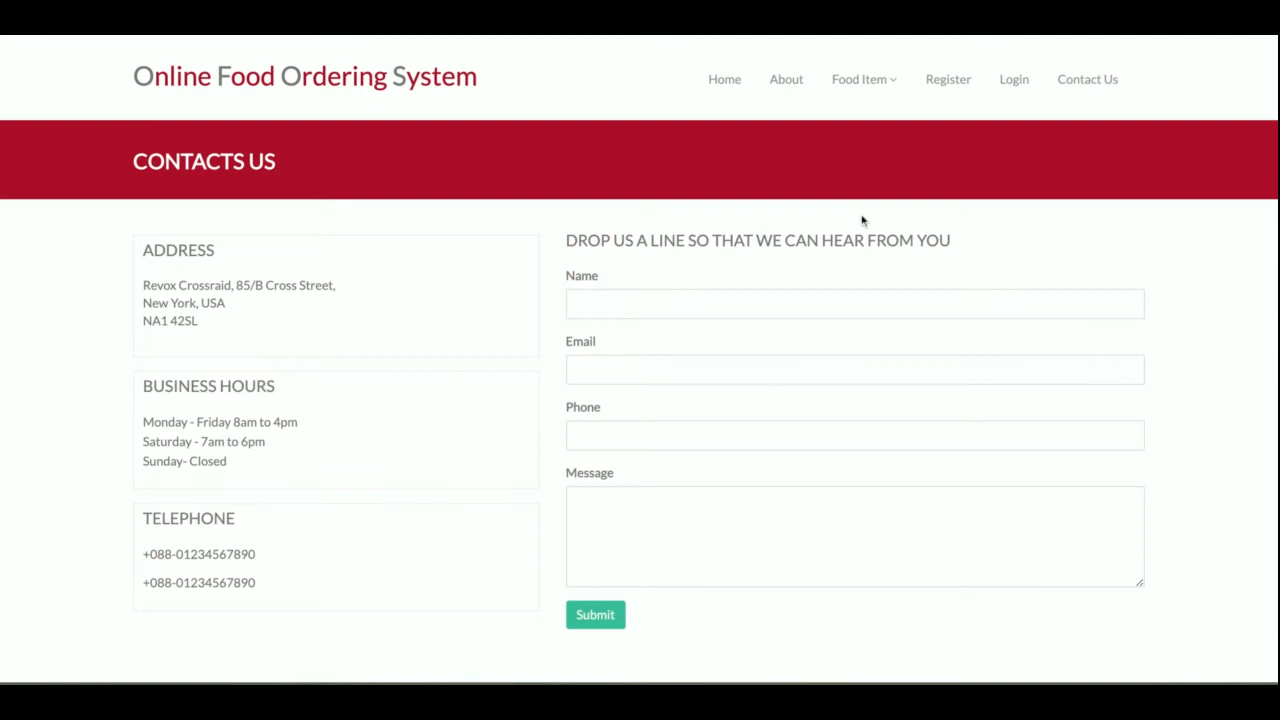 Online Food Ordering System
Home About Food Item Register Login Contact Us
CONTACTS US
ADDRESS
Revox Crossraid, 85/B Cross Street,
New York, USA
NA1 42SL
BUSINESS HOURS
Monday - Friday 8am to 4pm
Saturday - 7am to 6pm
Sunday- Closed
TELEPHONE
+088-01234567890
+088-01234567890
DROP US A LINE SO THAT WE CAN HEAR FROM YOU
Name
Email
Phone
Message
Submit